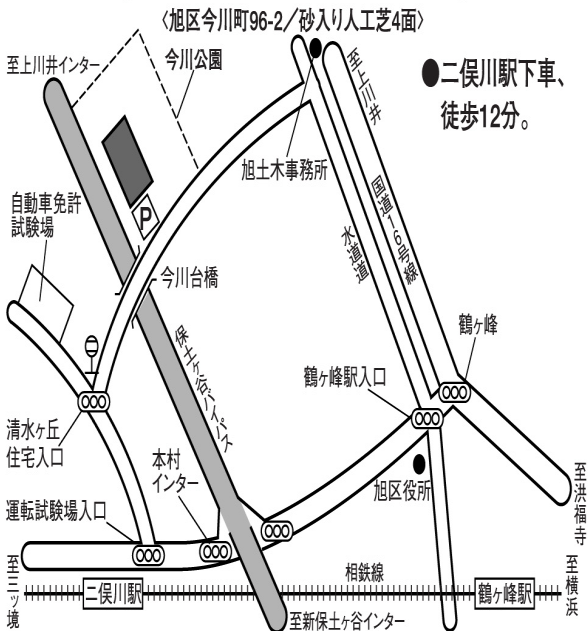 〈旭区今川町96-2／砂入り人工芝4面〉
至上川井インター
今川公園
至上川井
●二俣川駅下車、
徒歩12分。
旭土木事務所
自動車免許
試験場
P
国道16号線
水道道
今川台橋
保土ヶ谷バイパス
鶴ヶ峰
鶴ヶ峰駅入口
清水ヶ丘
住宅入口
本村
インター
旭区役所
至洪福寺
運転試験場入口
至三ッ境
二俣川駅
相鉄線
鶴ヶ峰駅
至横浜
至新保土ヶ谷インター